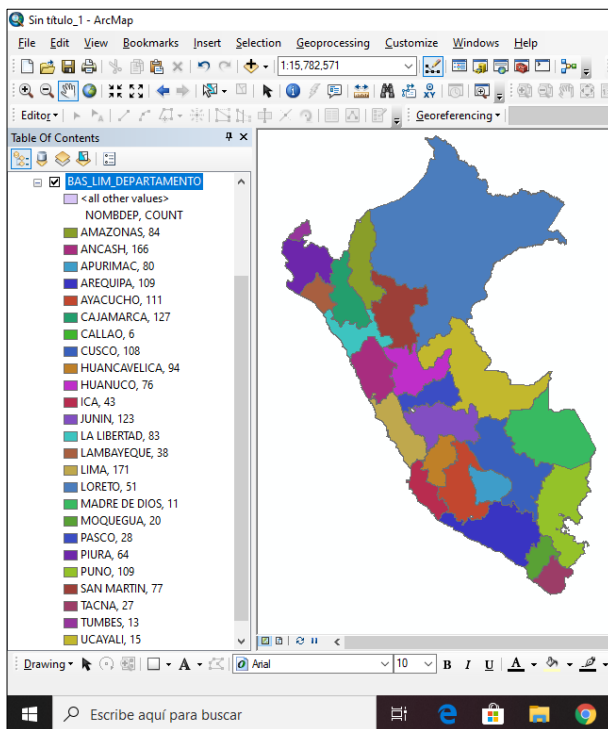 Sin título_1 - ArcMap
File Edit View Bookmarks Insert Selection Geoprocessing Customize Windows Help
1:15,782,571
Editor Georeferencing
Table Of Contents
BAS_LIM_DEPARTAMENTO
<all other values>
NOMBDEP, COUNT
AMAZONAS, 84
ANCASH, 166
APURIMAC, 80
AREQUIPA, 109
AYACUCHO, 111
CAJAMARCA, 127
CALLAO, 6
CUSCO, 108
HUANCAVELICA, 94
HUANUCO, 76
ICA, 43
JUNIN, 123
LA LIBERTAD, 83
LAMBAYEQUE, 38
LIMA, 171
LORETO, 51
MADRE DE DIOS, 11
MOQUEGUA, 20
PASCO, 28
PIURA, 64
PUNO, 109
SAN MARTIN, 77
TACNA, 27
TUMBES, 13
UCAYALI, 15
Drawing A Arial 10 B I U A
Escribe aquí para buscar